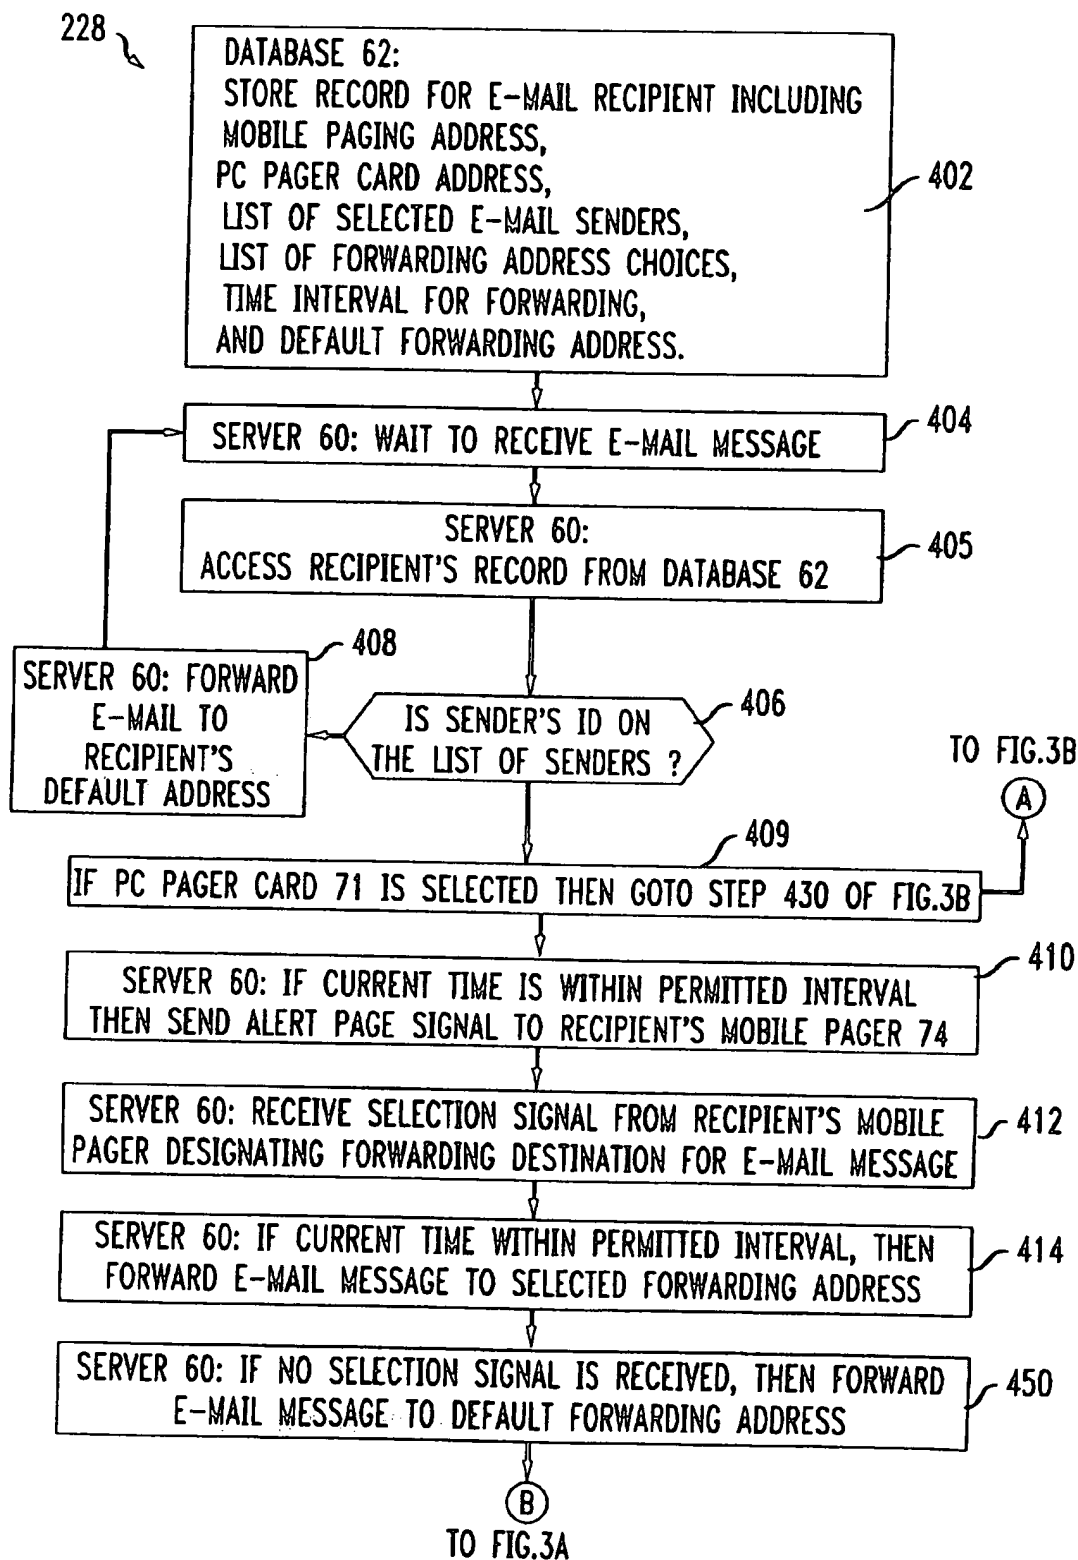 228
DATABASE 62:
STORE RECORD FOR E-MAIL RECIPIENT INCLUDING
MOBILE PAGING ADDRESS,
PC PAGER CARD ADDRESS,
LIST OF SELECTED E-MAIL SENDERS,
LIST OF FORWARDING ADDRESS CHOICES,
TIME INTERVAL FOR FORWARDING,
AND DEFAULT FORWARDING ADDRESS.
402
SERVER 60: WAIT TO RECEIVE E-MAIL MESSAGE
404
SERVER 60:
ACCESS RECIPIENT'S RECORD FROM DATABASE 62
405
408
SERVER 60: FORWARD
E-MAIL TO
RECIPIENT'S
DEFAULT ADDRESS
IS SENDER'S ID ON
THE LIST OF SENDERS ?
406
TO FIG.3B
A
409
IF PC PAGER CARD 71 IS SELECTED THEN GOTO STEP 430 OF FIG.3B
SERVER 60: IF CURRENT TIME IS WITHIN PERMITTED INTERVAL
THEN SEND ALERT PAGE SIGNAL TO RECIPIENT'S MOBILE PAGER 74
410
SERVER 60: RECEIVE SELECTION SIGNAL FROM RECIPIENT'S MOBILE
PAGER DESIGNATING FORWARDING DESTINATION FOR E-MAIL MESSAGE
412
SERVER 60: IF CURRENT TIME WITHIN PERMITTED INTERVAL, THEN
FORWARD E-MAIL MESSAGE TO SELECTED FORWARDING ADDRESS
414
SERVER 60: IF NO SELECTION SIGNAL IS RECEIVED, THEN FORWARD
E-MAIL MESSAGE TO DEFAULT FORWARDING ADDRESS
450
B
TO FIG.3A